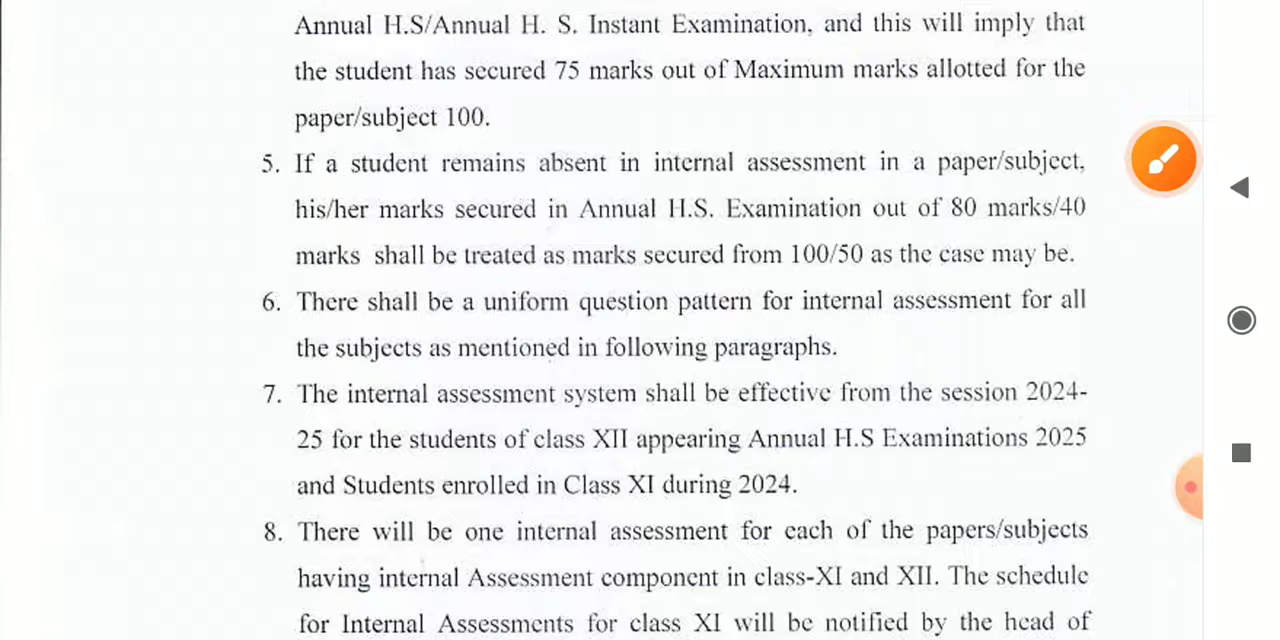 Annual H.S/Annual H. S. Instant Examination, and this will imply that
the student has secured 75 marks out of Maximum marks allotted for the
paper/subject 100.
5. If a student remains absent in internal assessment in a paper/subject,
his/her marks secured in Annual H.S. Examination out of 80 marks/40
marks shall be treated as marks secured from 100/50 as the case may be.
6. There shall be a uniform question pattern for internal assessment for all
the subjects as mentioned in following paragraphs.
7. The internal assessment system shall be effective from the session 2024-
25 for the students of class XII appearing Annual H.S Examinations 2025
and Students enrolled in Class XI during 2024.
8. There will be one internal assessment for each of the papers/subjects
having internal Assessment component in class-XI and XII. The schedule
for Internal Assessments for class XI will be notified by the head of